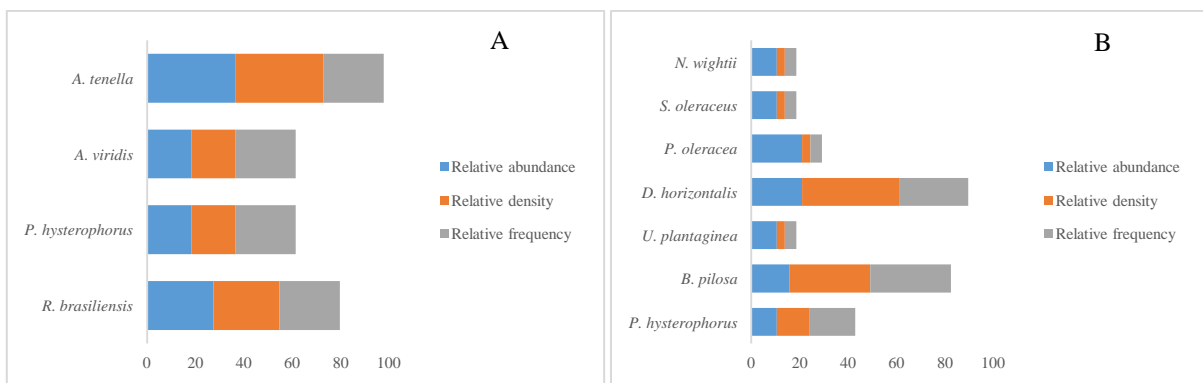 A
A. tenella
A. viridis
P. hysterophorus
R. brasiliensis
0 20 40 60 80 100
Relative abundance
Relative density
Relative frequency
B
N. wightii
S. oleraceus
P. oleracea
D. horizontalis
U. plantaginea
B. pilosa
P. hysterophorus
0 20 40 60 80 100
Relative abundance
Relative density
Relative frequency